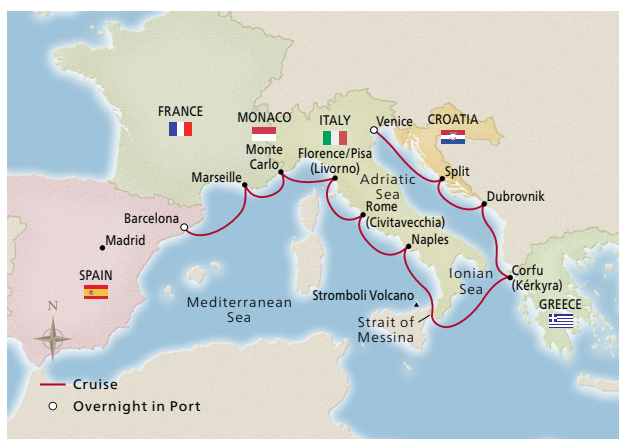 FRANCE
MONACO
ITALY
CROATIA
Venice
Monte
Carlo
Florence/Pisa
(Livorno)
Marseille
Adriatic
Sea
Split
Barcelona
Rome
(Civitavecchia)
Dubrovnik
Madrid
Naples
SPAIN
Ionian
Sea
Corfu
(Kérkyra)
Mediterranean
Sea
Stromboli Volcano
GREECE
N
Strait of
Messina
Cruise
Overnight in Port